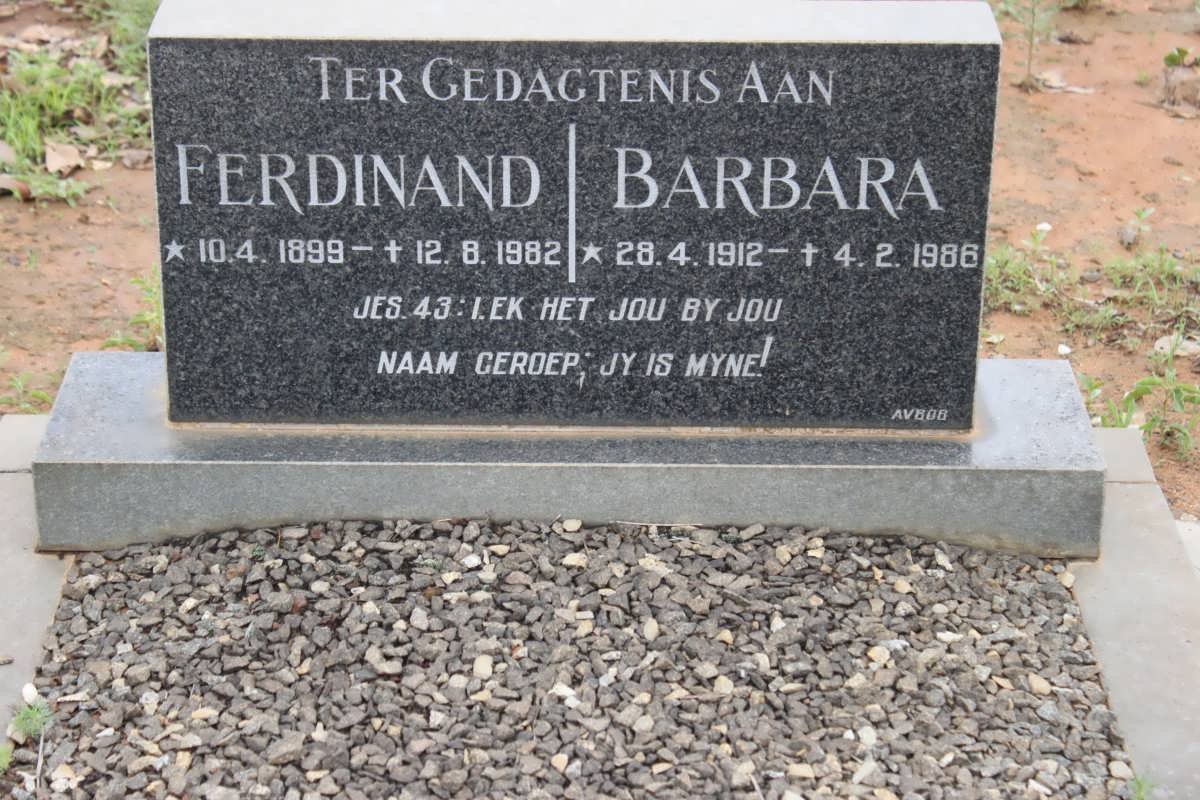 TER GEDAGTENIS AAN
FERDINAND
★ 10.4. 1899 – † 12. 8. 1982
BARBARA
★ 28. 4. 1912 – † 4. 2. 1986
JES. 43:1. EK HET JOU BY JOU
NAAM GEROEP; JY IS MYNE!
AVBOB